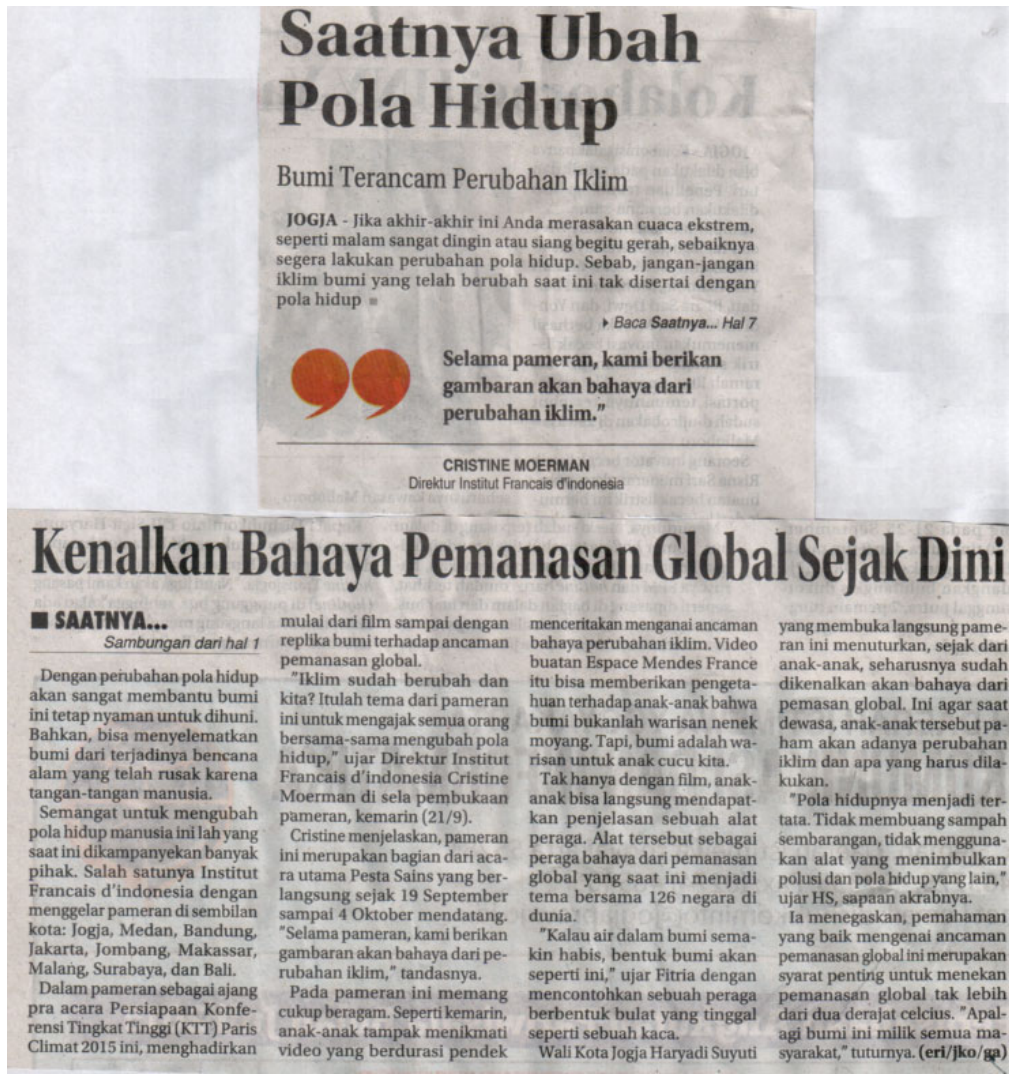 Saatnya Ubah
Pola Hidup
Bumi Terancam Perubahan Iklim
JOGJA - Jika akhir-akhir ini Anda merasakan cuaca ekstrem,
seperti malam sangat dingin atau siang begitu gerah, sebaiknya
segera lakukan perubahan pola hidup. Sebab, jangan-jangan
iklim bumi yang telah berubah saat ini tak disertai dengan
pola hidup
Baca Saatnya... Hal 7
Selama pameran, kami berikan
gambaran akan bahaya dari
perubahan iklim.”
CRISTINE MOERMAN
Direktur Institut Francais d'indonesia
Kenalkan Bahaya Pemanasan Global Sejak Dini
■ SAATNYA...
Sambungan dari hal 1
Dengan perubahan pola hidup
akan sangat membantu bumi
ini tetap nyaman untuk dihuni.
Bahkan, bisa menyelematkan
bumi dari terjadinya bencana
alam yang telah rusak karena
tangan-tangan manusia.
Semangat untuk mengubah
pola hidup manusia ini lah yang
saat ini dikampanyekan banyak
pihak. Salah satunya Institut
Francais d'indonesia dengan
menggelar pameran di sembilan
kota: Jogja, Medan, Bandung,
Jakarta, Jombang, Makassar,
Malang, Surabaya, dan Bali.
Dalam pameran sebagai ajang
pra acara Persiapaan Konfe-
rensi Tingkat Tinggi (KTT) Paris
Climat 2015 ini, menghadirkan
mulai dari film sampai dengan
replika bumi terhadap ancaman
pemanasan global.
"Iklim sudah berubah dan
kita? Itulah tema dari pameran
ini untuk mengajak semua orang
bersama-sama mengubah pola
hidup," ujar Direktur Institut
Francais d'indonesia Cristine
Moerman di sela pembukaan
pameran, kemarin (21/9).
Cristine menjelaskan, pameran
ini merupakan bagian dari aca-
ra utama Pesta Sains yang ber-
langsung sejak 19 September
sampai 4 Oktober mendatang.
"Selama pameran, kami berikan
gambaran akan bahaya dari pe-
rubahan iklim," tandasnya.
Pada pameran ini memang
cukup beragam. Seperti kemarin,
anak-anak tampak menikmati
video yang berdurasi pendek
menceritakan mengenai ancaman
bahaya perubahan iklim. Video
buatan Espace Mendes France
itu bisa memberikan pengeta-
huan terhadap anak-anak bahwa
bumi bukanlah warisan nenek
moyang. Tapi, bumi adalah wa-
risan untuk anak cucu kita.
Tak hanya dengan film, anak-
anak bisa langsung mendapat-
kan penjelasan sebuah alat
peraga. Alat tersebut sebagai
peraga bahaya dari pemanasan
global yang saat ini menjadi
tema bersama 126 negara di
dunia.
"Kalau air dalam bumi sema-
kin habis, bentuk bumi akan
seperti ini," ujar Fitria dengan
mencontohkan sebuah peraga
berbentuk bulat yang tinggal
seperti sebuah kaca.
Wali Kota Jogja Haryadi Suyuti
yang membuka langsung pame-
ran ini menuturkan, sejak dari
anak-anak, seharusnya sudah
dikenalkan akan bahaya dari
pemasan global. Ini agar saat
dewasa, anak-anak tersebut pa-
ham akan adanya perubahan
iklim dan apa yang harus dila-
kukan.
"Pola hidupnya menjadi ter-
tata. Tidak membuang sampah
sembarangan, tidak mengguna-
kan alat yang menimbulkan
polusi dan pola hidup yang lain,"
ujar HS, sapaan akrabnya.
Ia menegaskan, pemahaman
yang baik mengenai ancaman
pemanasan global ini merupakan
syarat penting untuk menekan
pemanasan global tak lebih
dari dua derajat celcius. "Apal-
agi bumi ini milik semua ma-
syarakat," tuturnya. (eri/jko/ga)